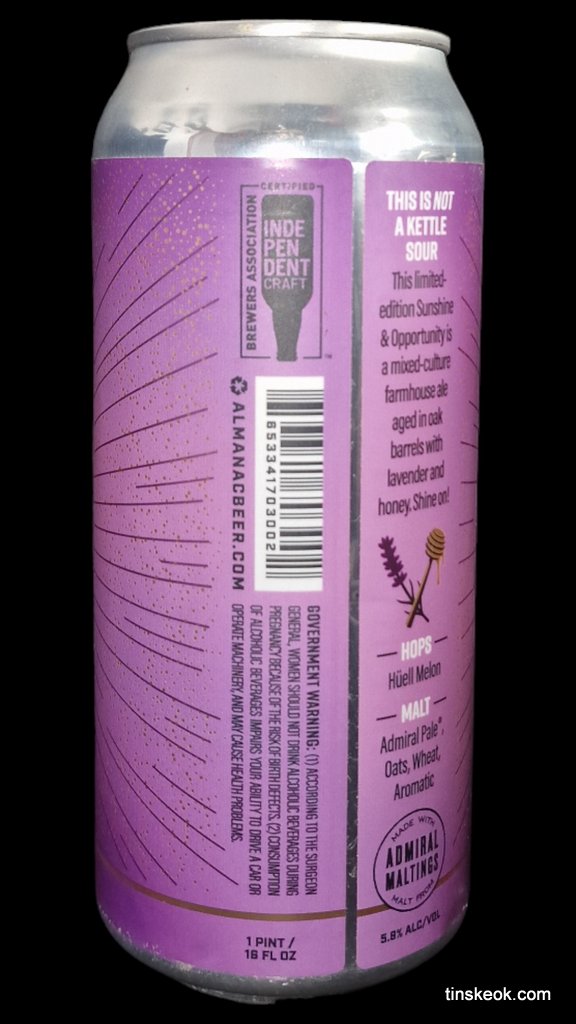 CERTIFIED
BREWERS ASSOCIATION
INDE
PEN
DENT
CRAFT
TM
ALMANACBEER.COM
853341703002
GOVERNMENT WARNING: (1) ACCORDING TO THE SURGEON
GENERAL, WOMEN SHOULD NOT DRINK ALCOHOLIC BEVERAGES DURING
PREGNANCY BECAUSE OF THE RISK OF BIRTH DEFECTS. (2) CONSUMPTION
OF ALCOHOLIC BEVERAGES IMPAIRS YOUR ABILITY TO DRIVE A CAR OR
OPERATE MACHINERY, AND MAY CAUSE HEALTH PROBLEMS.
1 PINT /
16 FL OZ
THIS IS NOT
A KETTLE
SOUR
This limited-
edition Sunshine
& Opportunity is
a mixed-culture
farmhouse ale
aged in oak
barrels with
lavender and
honey. Shine on!
HOPS
Hüell Melon
MALT
Admiral Pale*,
Oats, Wheat,
Aromatic
MADE WITH
ADMIRAL
MALTINGS
MALT FROM
5.8% ALC/VOL
tinskeok.com